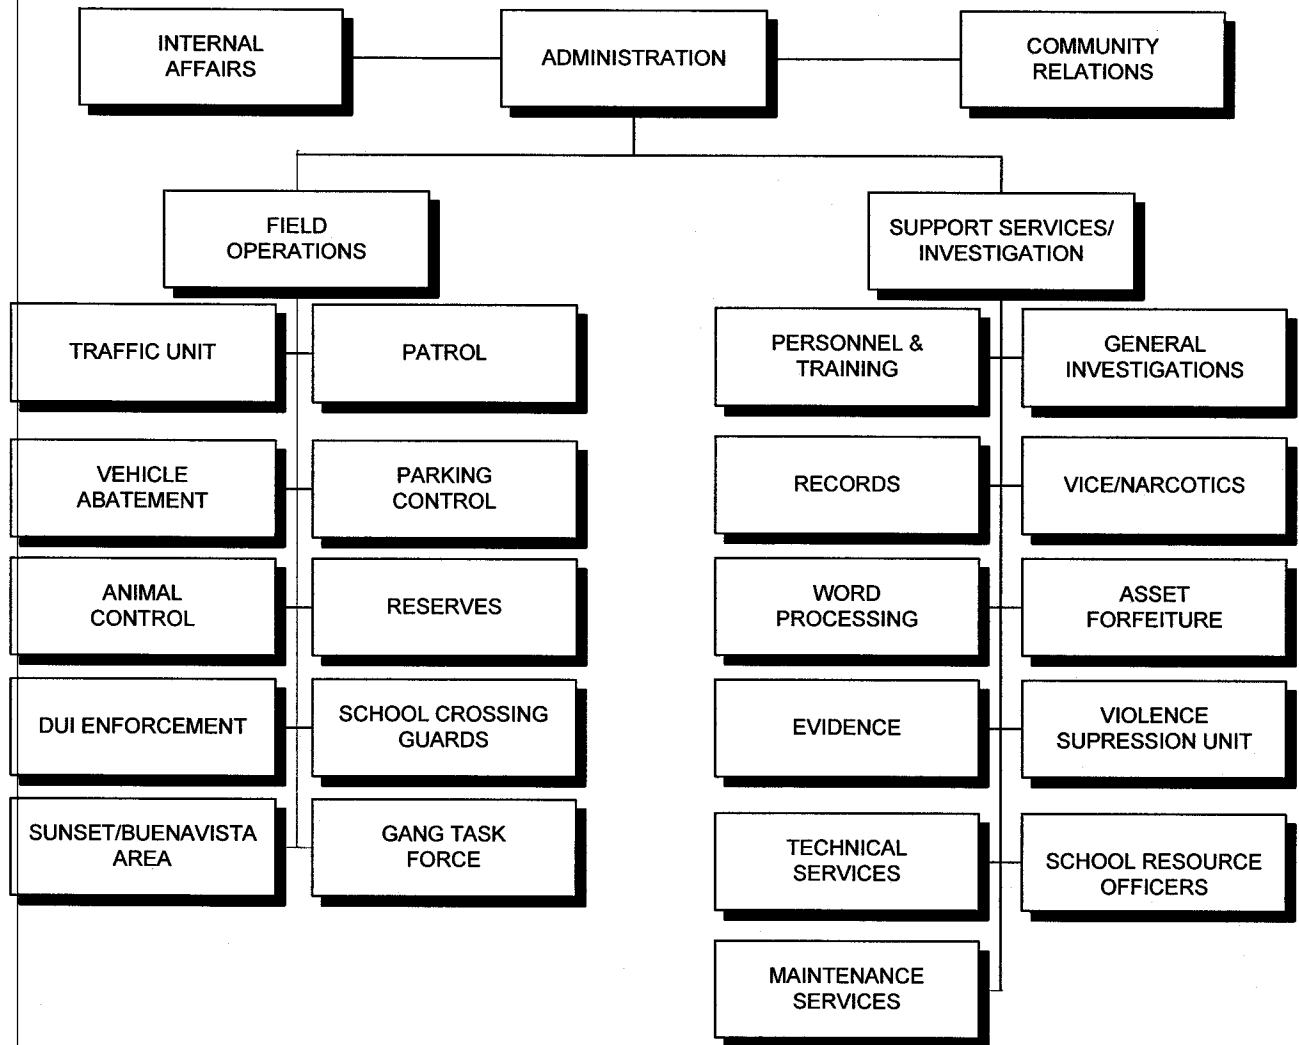 INTERNAL
AFFAIRS
ADMINISTRATION
COMMUNITY
RELATIONS
FIELD
OPERATIONS
SUPPORT SERVICES/
INVESTIGATION
TRAFFIC UNIT
PATROL
PERSONNEL &
TRAINING
GENERAL
INVESTIGATIONS
VEHICLE
ABATEMENT
PARKING
CONTROL
RECORDS
VICE/NARCOTICS
ANIMAL
CONTROL
RESERVES
WORD
PROCESSING
ASSET
FORFEITURE
DUI ENFORCEMENT
SCHOOL CROSSING
GUARDS
EVIDENCE
VIOLENCE
SUPRESSION UNIT
SUNSET/BUENAVISTA
AREA
GANG TASK
FORCE
TECHNICAL
SERVICES
SCHOOL RESOURCE
OFFICERS
MAINTENANCE
SERVICES